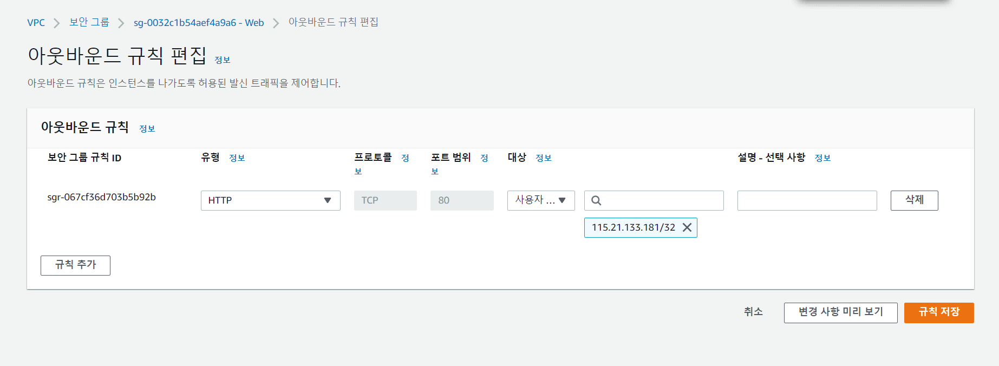 VPC > 보안 그룹 > sg-0032c1b54aef4a9a6 - Web > 아웃바운드 규칙 편집
아웃바운드 규칙 편집 정보
아웃바운드 규칙은 인스턴스를 나가도록 허용된 발신 트래픽을 제어합니다.
아웃바운드 규칙 정보
보안 그룹 규칙 ID 유형 정보 프로토콜 정보 포트 범위 정보 대상 정보 설명 - 선택 사항 정보
sgr-067cf36d703b5b92b HTTP TCP 80 사용자 ... 삭제
115.21.133.181/32
규칙 추가
취소 변경 사항 미리 보기 규칙 저장